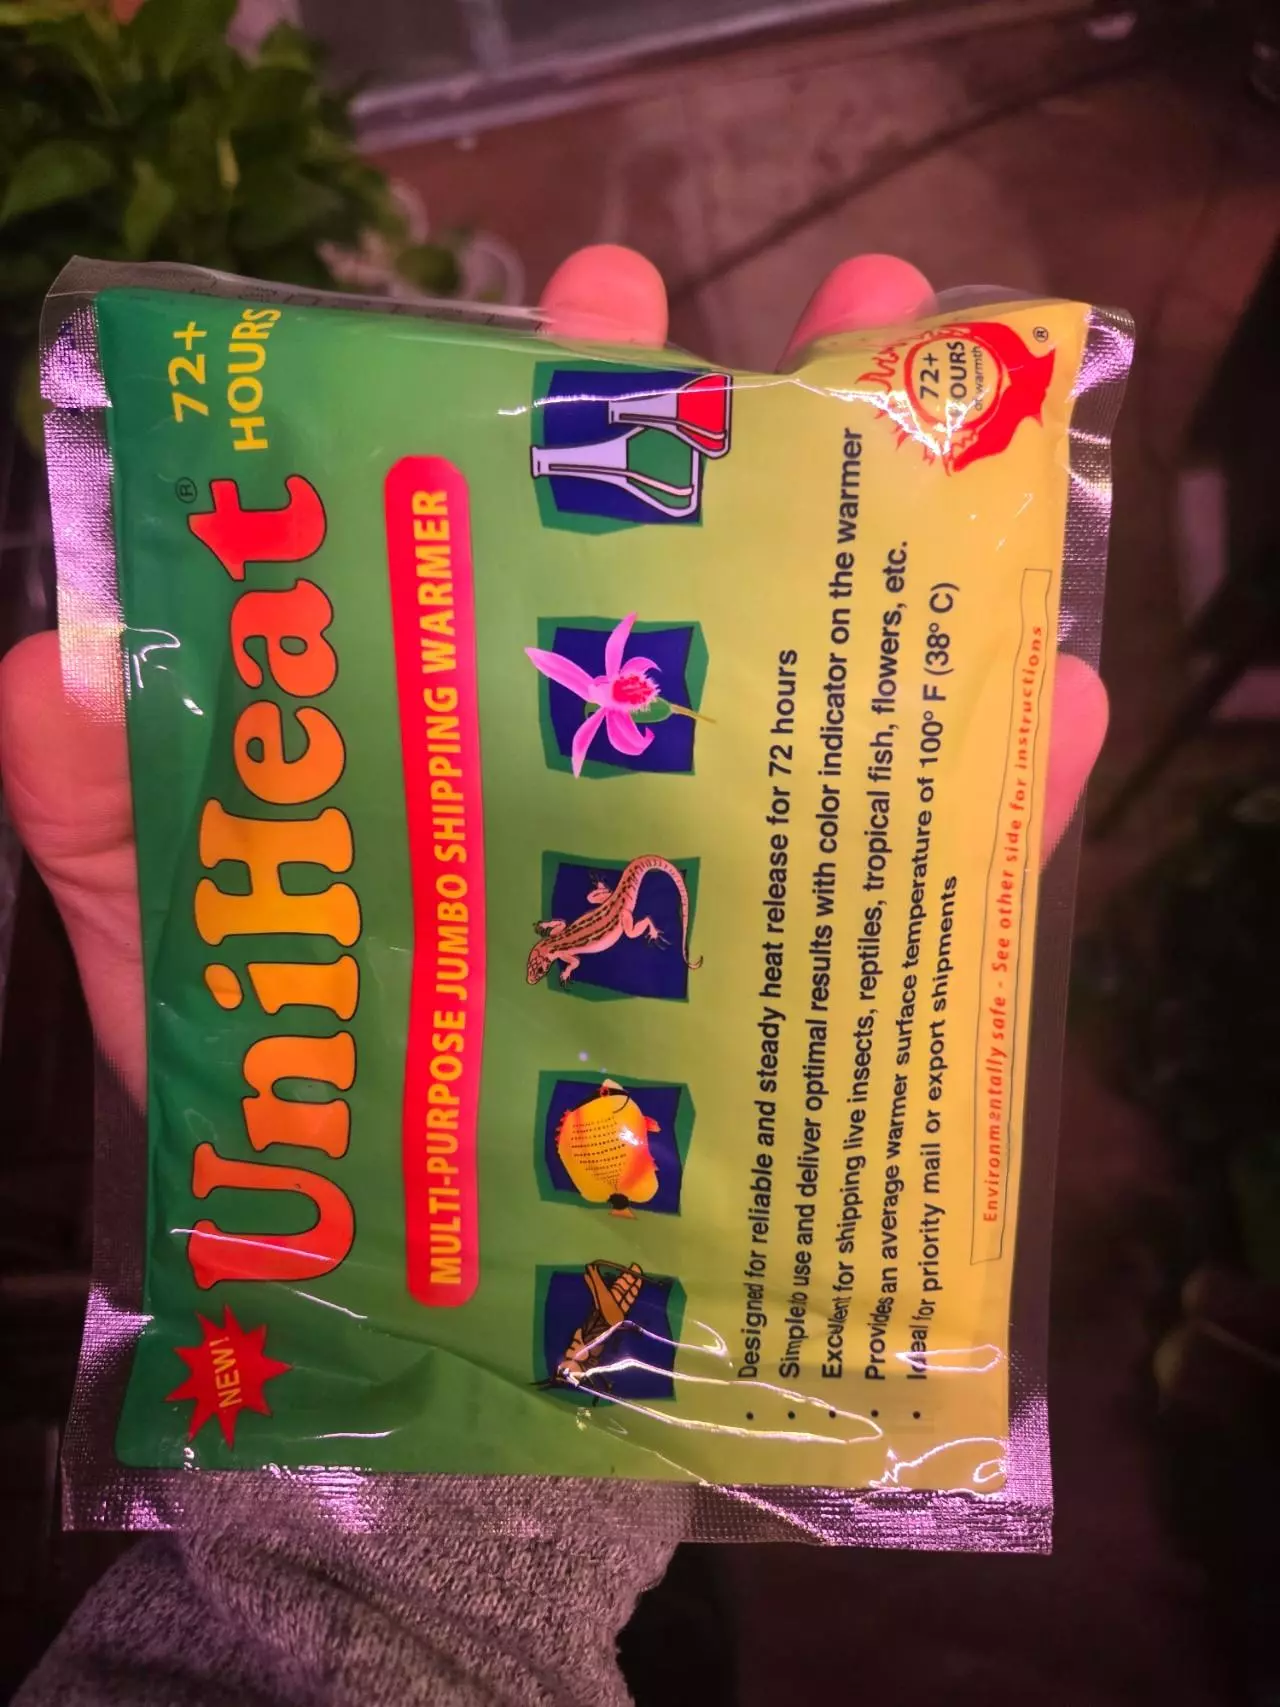 NEW!
UniHeat®
72+
HOURS
MULTI-PURPOSE JUMBO SHIPPING WARMER
• Designed for reliable and steady heat release for 72 hours
• Simple to use and deliver optimal results with color indicator on the warmer
• Excellent for shipping live insects, reptiles, tropical fish, flowers, etc.
• Provides an average warmer surface temperature of 100º F (38º C)
• Ideal for priority mail or export shipments
Environmentally safe - See other side for instructions
72+
HOURS
of warmth
®